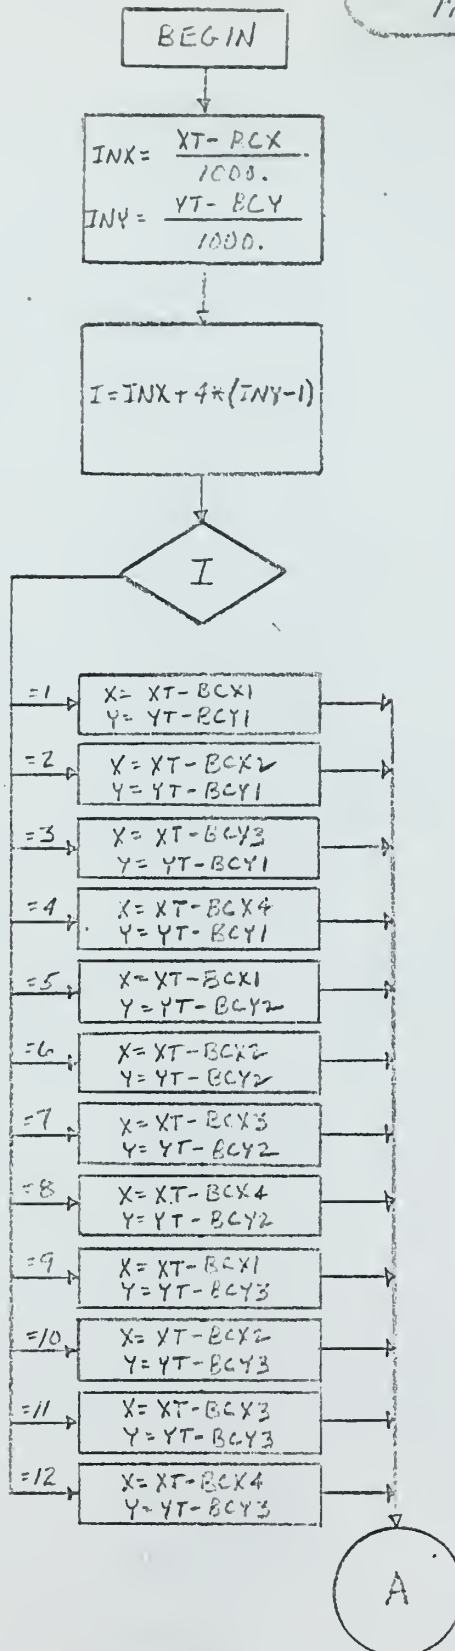 BEGIN
INX= XT-BCX
1000.
INY= YT-BCY
1000.
I=INX+4*(INY-1)
I
=1
X= XT-BCX1
Y= YT-BCY1
=2
X= XT-BCX2
Y= YT-BCY1
=3
X= XT-BCY3
Y= YT-BCY1
=4
X= XT-BCX4
Y= YT-BCY1
=5
X= XT-BCX1
Y= YT-BCY2
=6
X= XT-BCX2
Y= YT-BCY2
=7
X= XT-BCX3
Y= YT-BCY2
=8
X= XT-BCX4
Y= YT-BCY2
=9
X= XT-BCX1
Y= YT-BCY3
=10
X= XT-BCX2
Y= YT-BCY3
=11
X= XT-BCX3
Y= YT-BCY3
=12
X= XT-BCX4
Y= YT-BCY3
A